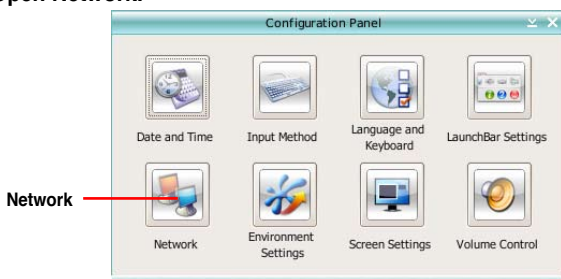 Open Network.
Configuration Panel
Date and Time
Input Method
Language and
Keyboard
LaunchBar Settings
Network
Network
Environment
Settings
Screen Settings
Volume Control